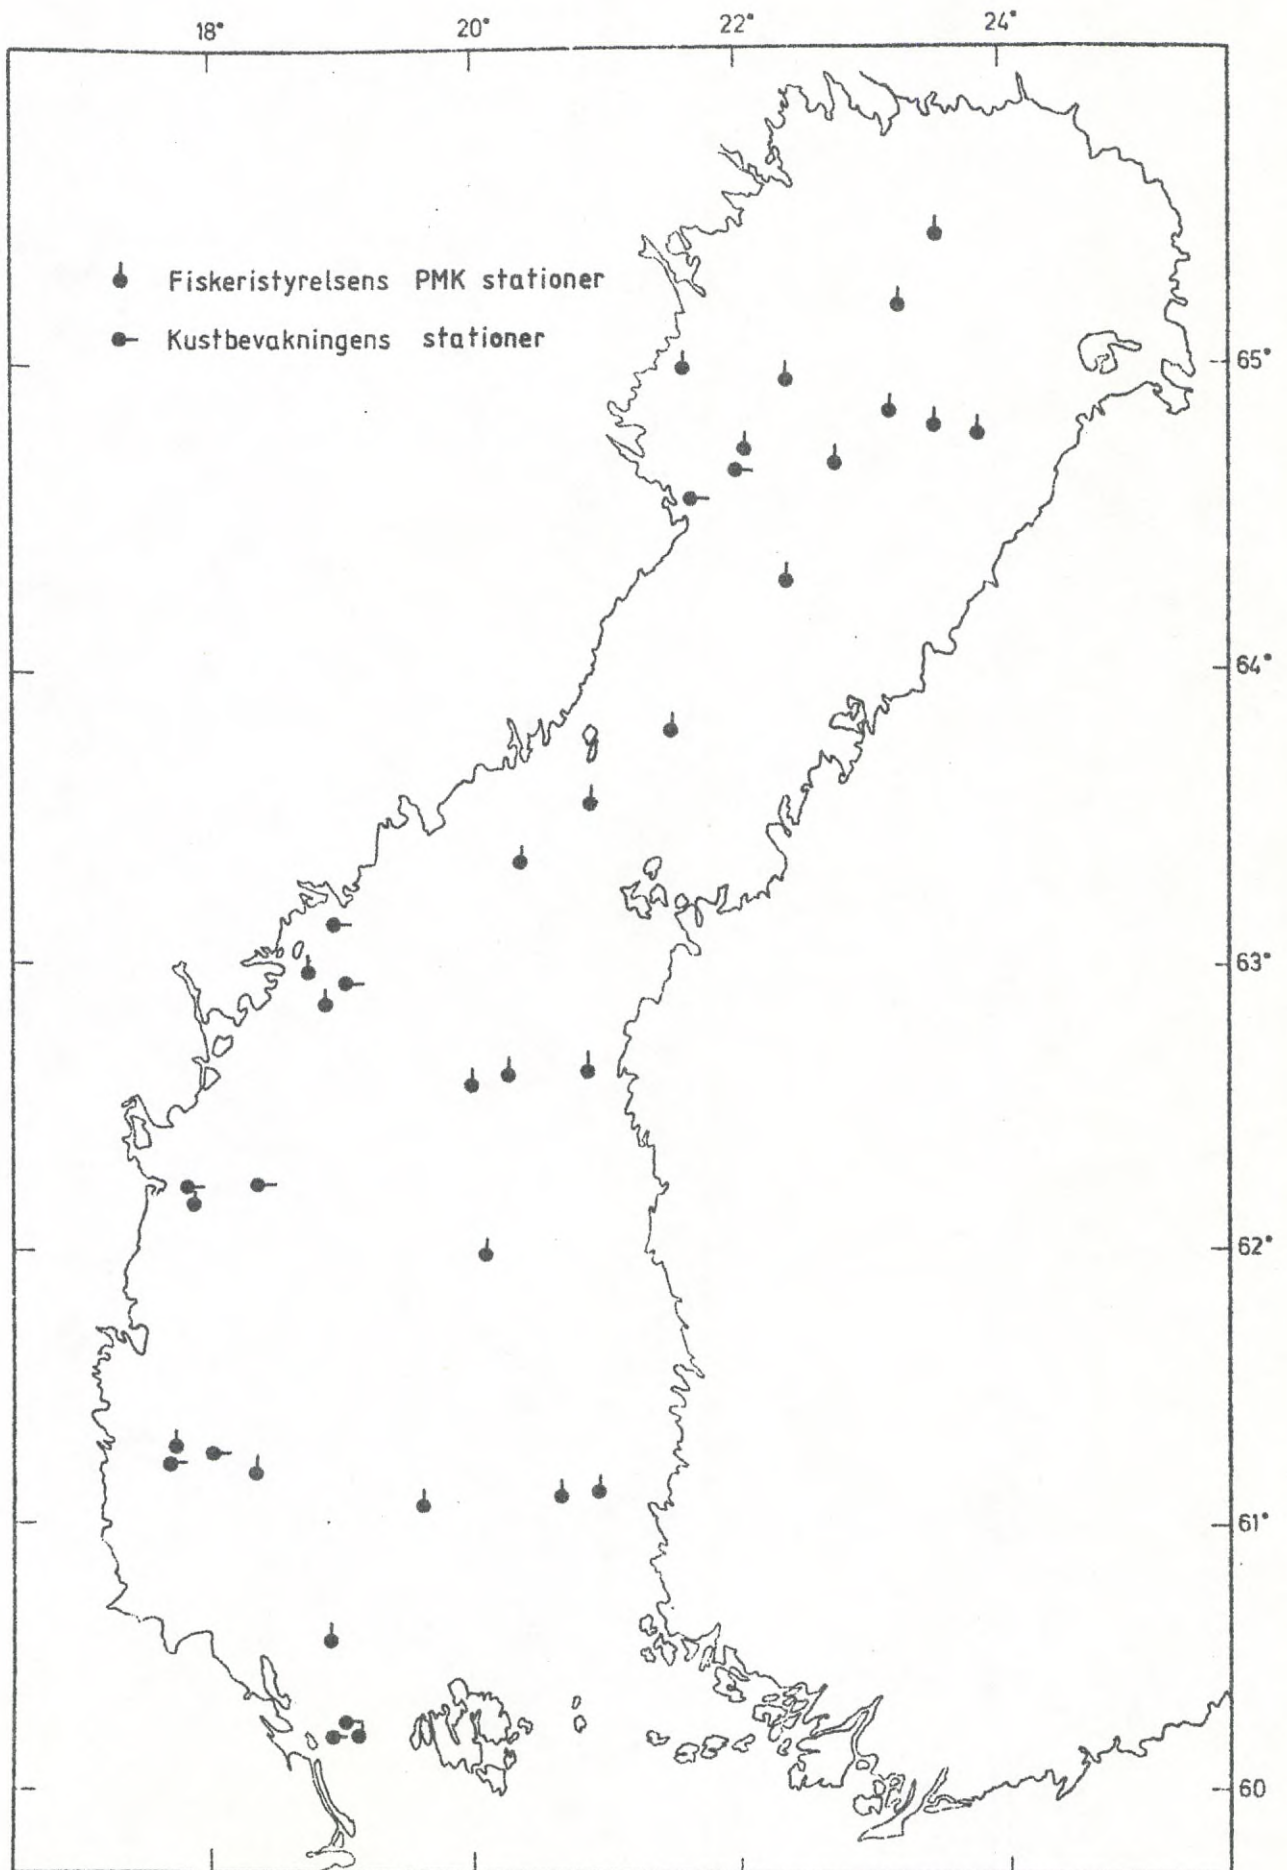 18° 20° 22° 24°
Fiskeristyrelsens PMK stationer
Kustbevakningens stationer
65°
64°
63°
62°
61°
60